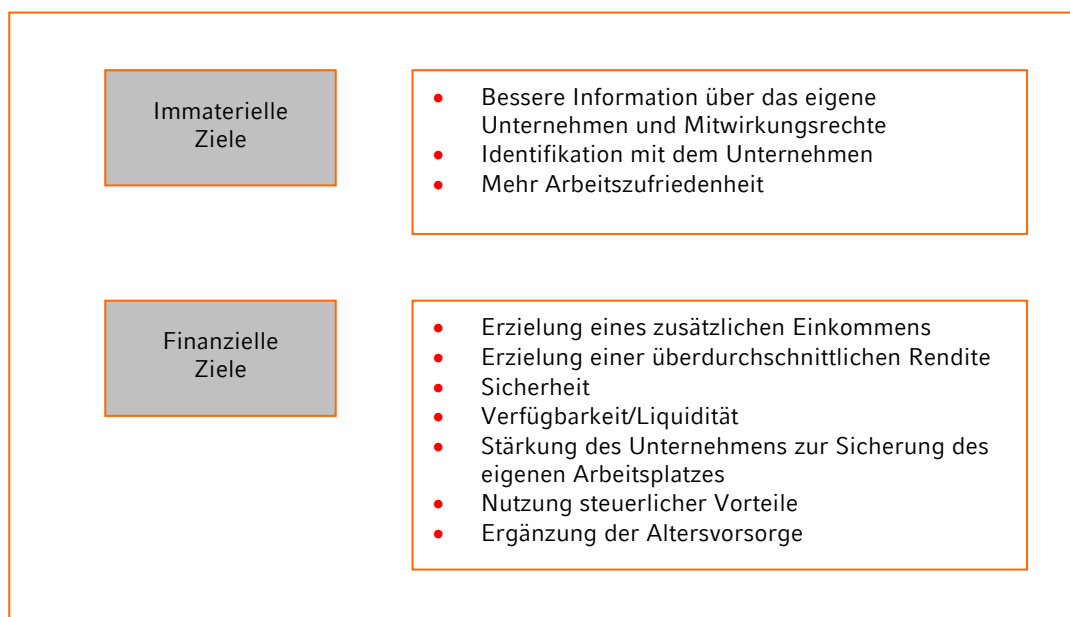 Immaterielle
Ziele
• Bessere Information über das eigene
Unternehmen und Mitwirkungsrechte
• Identifikation mit dem Unternehmen
• Mehr Arbeitszufriedenheit
Finanzielle
Ziele
• Erzielung eines zusätzlichen Einkommens
• Erzielung einer überdurchschnittlichen Rendite
• Sicherheit
• Verfügbarkeit/Liquidität
• Stärkung des Unternehmens zur Sicherung des
eigenen Arbeitsplatzes
• Nutzung steuerlicher Vorteile
• Ergänzung der Altersvorsorge